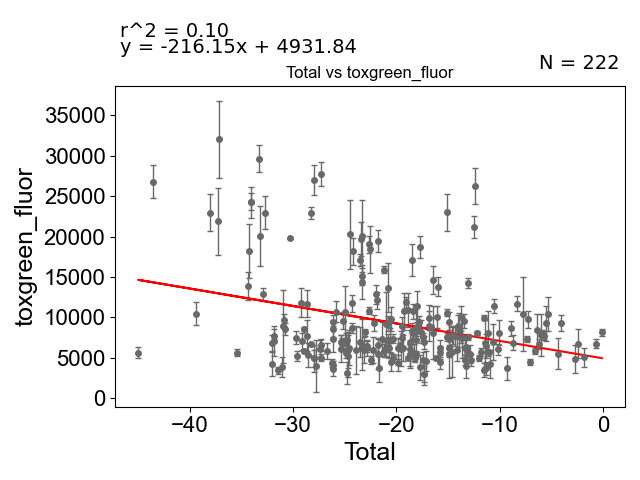 r^2 = 0.10
y = -216.15x + 4931.84
N = 222
Total vs toxgreen_fluor
toxgreen_fluor
35000
30000
25000
20000
15000
10000
5000
0
−40
−30
−20
−10
0
Total